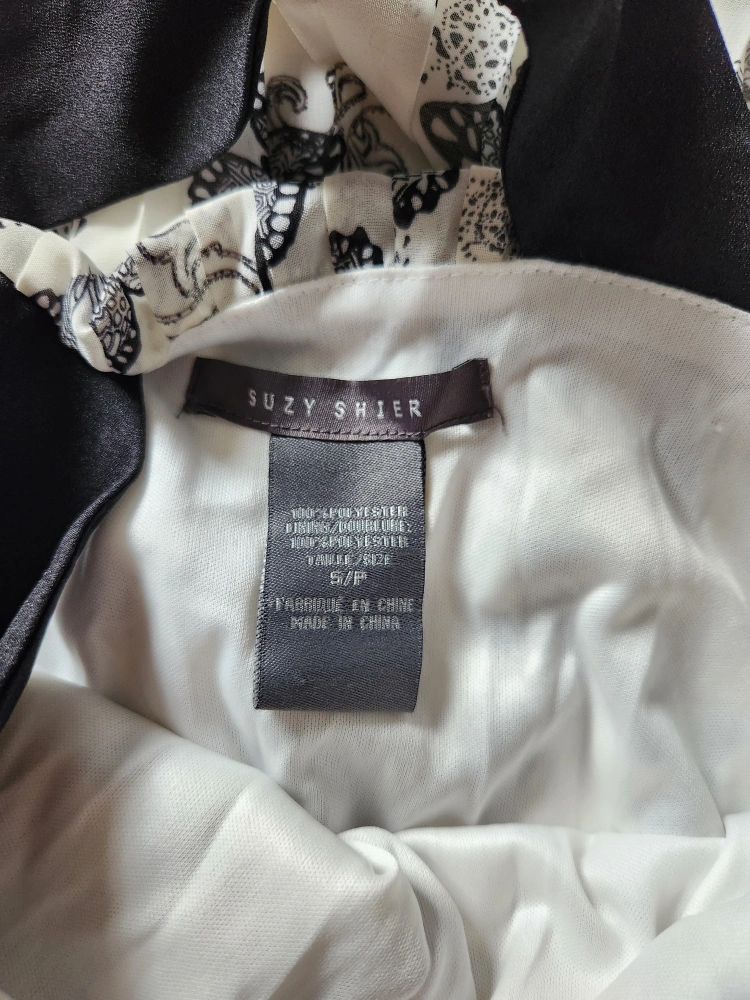 SUZY SHIER
100%POLYESTER
LINING/DOUBLURE:
100%POLYESTER
TAILLE/SIZE
S/P
FABRIQUÉ EN CHINE
MADE IN CHINA